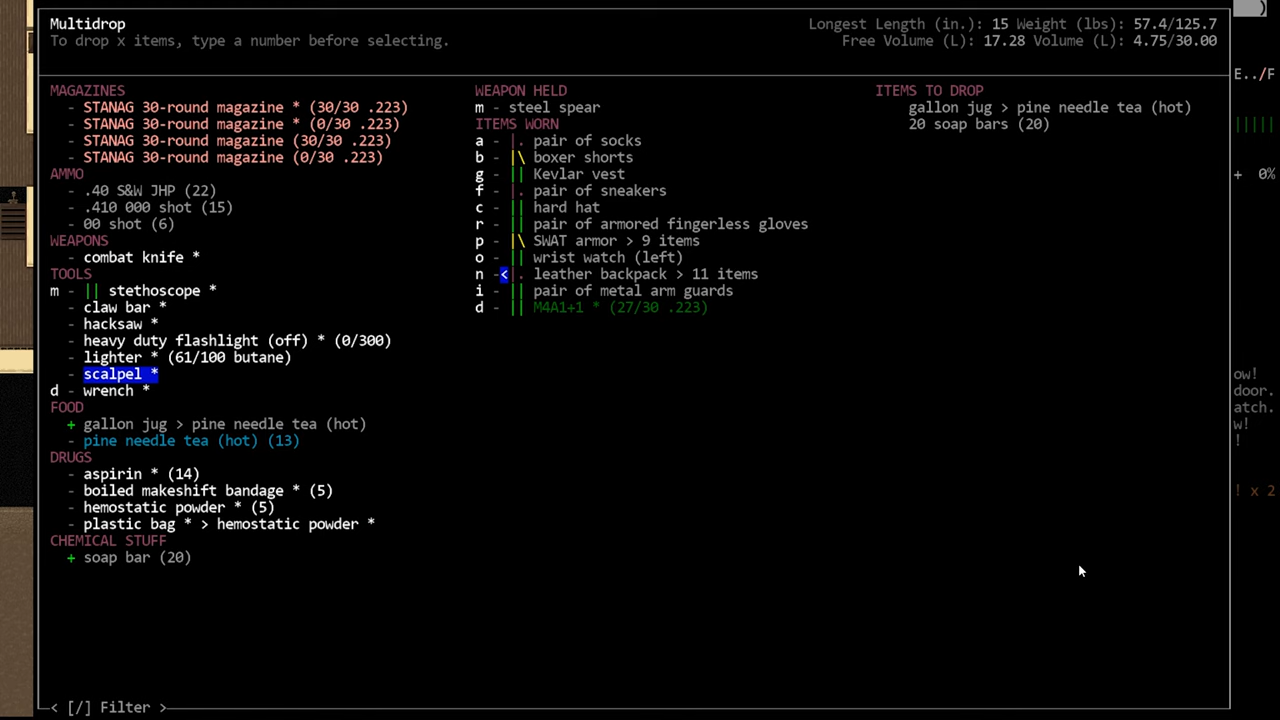 Multidrop
To drop x items, type a number before selecting.
Longest Length (in.): 15 Weight (lbs): 57.4/125.7
Free Volume (L): 17.28 Volume (L): 4.75/30.00
MAGAZINES
- STANAG 30-round magazine * (30/30 .223)
- STANAG 30-round magazine * (0/30 .223)
- STANAG 30-round magazine (30/30 .223)
- STANAG 30-round magazine (0/30 .223)
AMMO
- .40 S&W JHP (22)
- .410 000 shot (15)
- 00 shot (6)
WEAPONS
- combat knife *
TOOLS
m - || stethoscope *
- claw bar *
- hacksaw *
- heavy duty flashlight (off) * (0/300)
- lighter * (61/100 butane)
- scalpel *
d - wrench *
FOOD
+ gallon jug > pine needle tea (hot)
- pine needle tea (hot) (13)
DRUGS
- aspirin * (14)
- boiled makeshift bandage * (5)
- hemostatic powder * (5)
- plastic bag * > hemostatic powder *
CHEMICAL STUFF
+ soap bar (20)
WEAPON HELD
m - steel spear
ITEMS WORN
a - |. pair of socks
b - |\ boxer shorts
g - || Kevlar vest
f - |. pair of sneakers
c - || hard hat
r - || pair of armored fingerless gloves
p - |\ SWAT armor > 9 items
o - || wrist watch (left)
n -<|. leather backpack > 11 items
i - || pair of metal arm guards
d - || M4A1+1 * (27/30 .223)
ITEMS TO DROP
gallon jug > pine needle tea (hot)
20 soap bars (20)
)
E../F
|||||
+ 0%
ow!
door.
atch.
w!
!
! x 2
< [/] Filter >